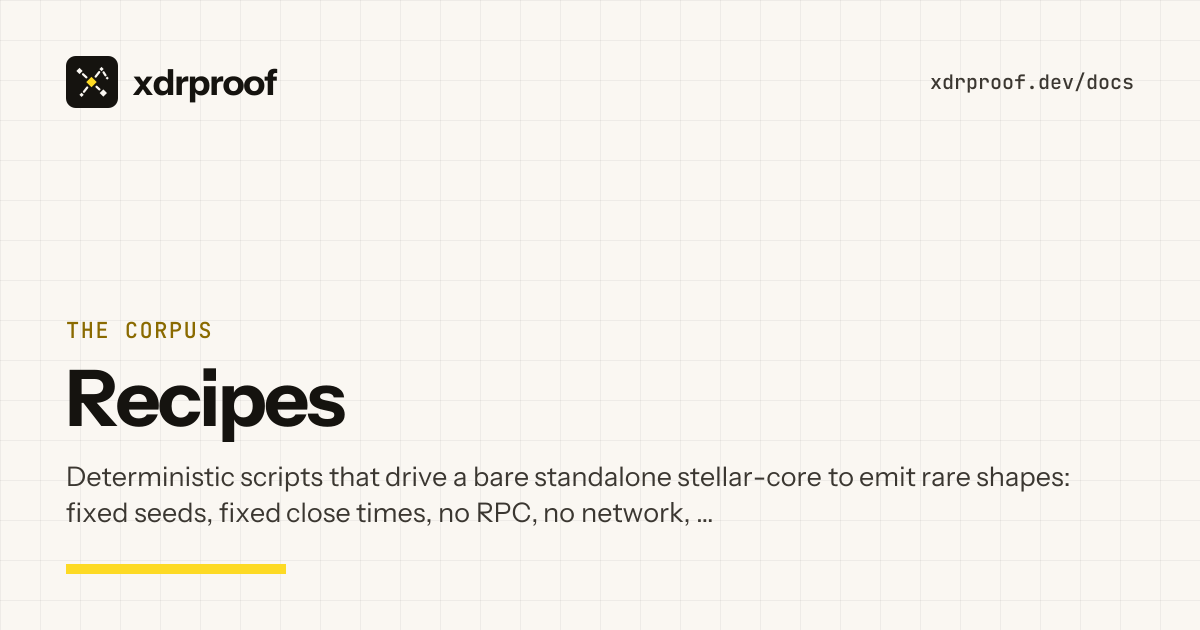 xdrproof
xdrproof.dev/docs
THE CORPUS
Recipes
Deterministic scripts that drive a bare standalone stellar-core to emit rare shapes:
fixed seeds, fixed close times, no RPC, no network, …